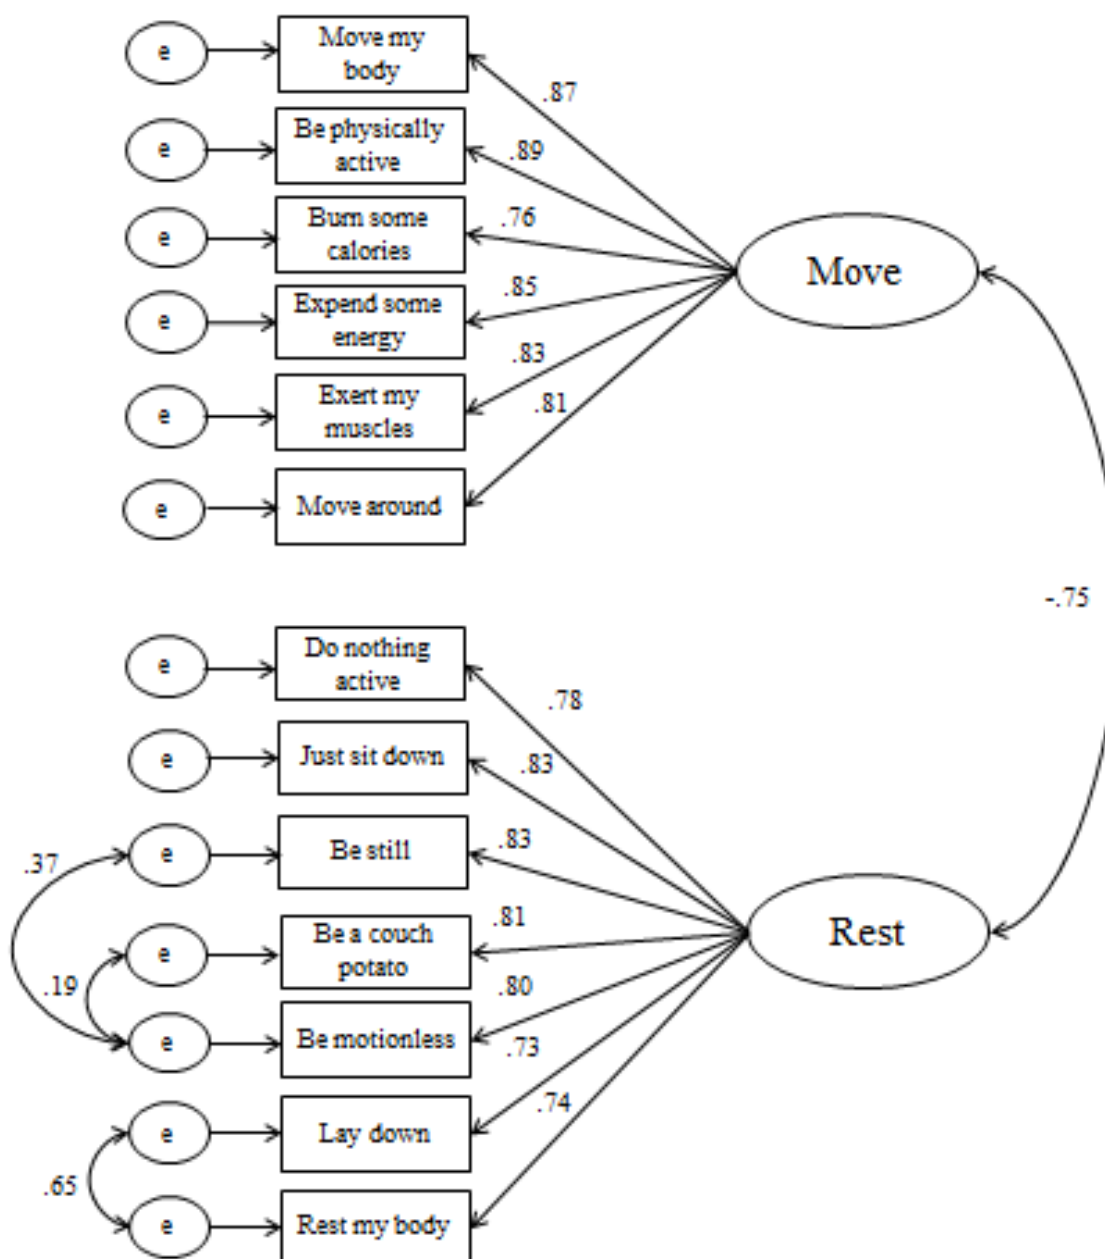 e
Move my
body
.87
e
Be physically
active
.89
e
Burn some
calories
.76
Move
e
Expend some
energy
.85
e
Exert my
muscles
.83
e
Move around
.81
-.75
e
Do nothing
active
.78
e
Just sit down
.83
e
Be still
.83
.37
e
Be a couch
potato
.81
Rest
.19
e
Be motionless
.80
e
Lay down
.73
.65
e
Rest my body
.74